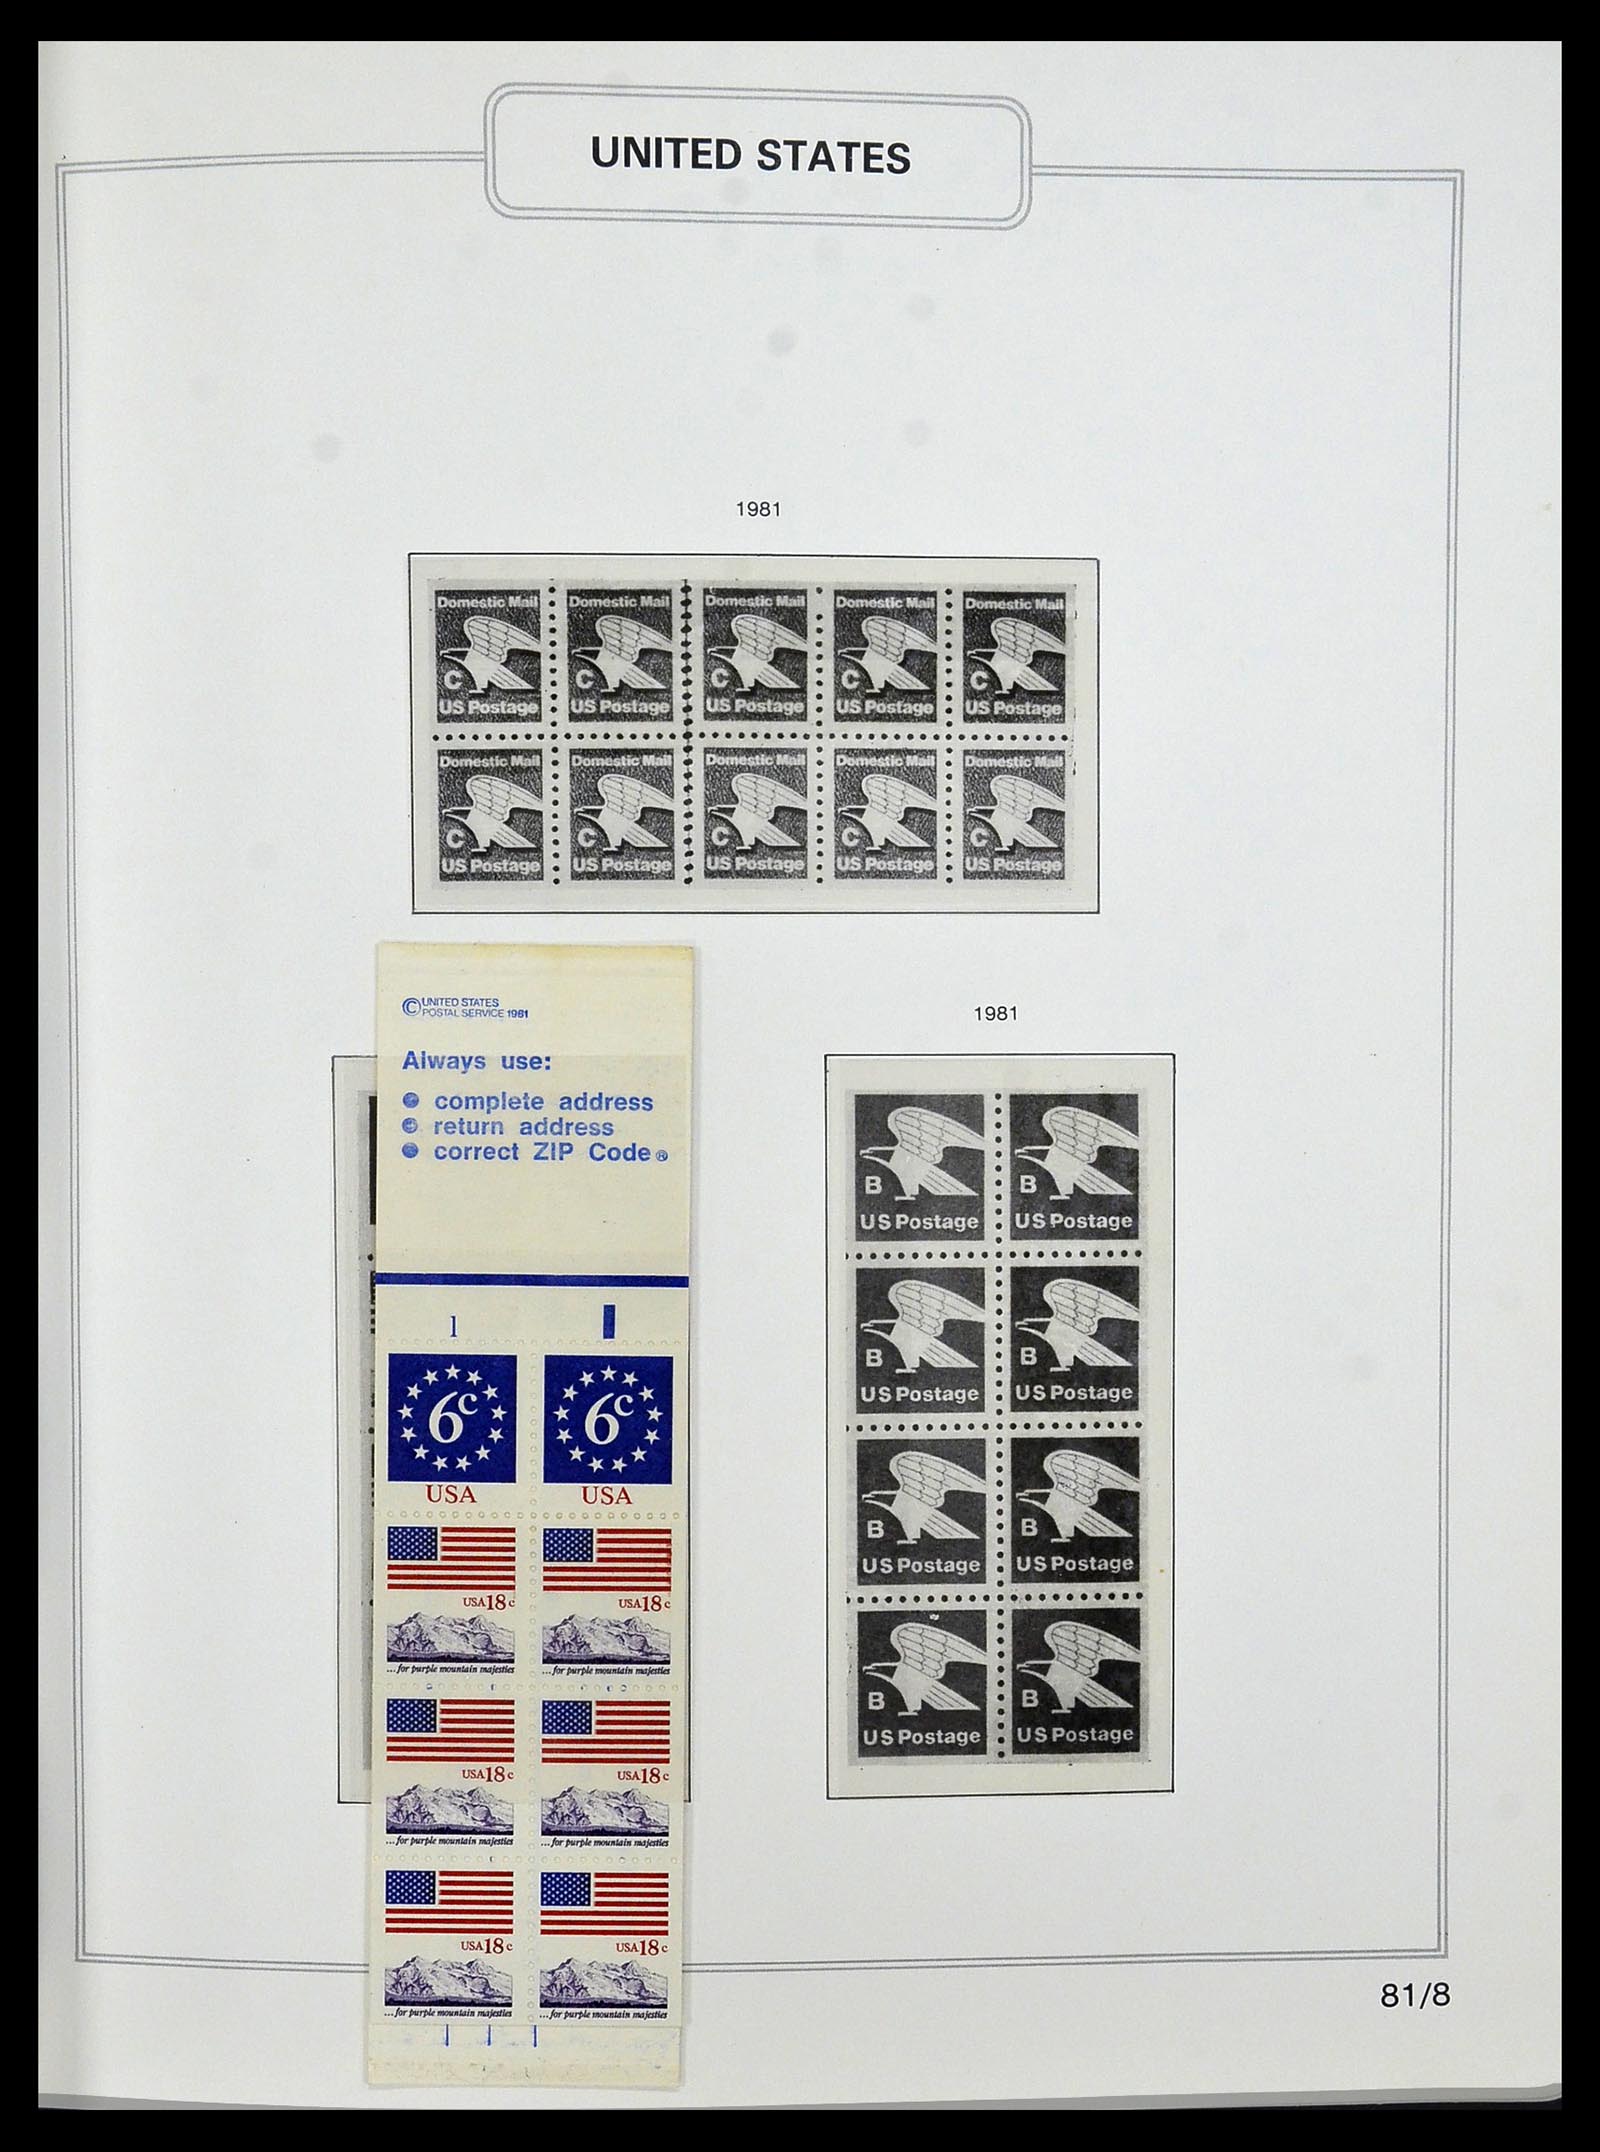 UNITED STATES
1981
Domestic Mail Domestic Mail Domestic Mail Domestic Mail Domestic Mail
C C C C C
US Postage US Postage US Postage US Postage US Postage
Domestic Mail Domestic Mail Domestic Mail Domestic Mail Domestic Mail
C C C C C
US Postage US Postage US Postage US Postage US Postage
© UNITED STATES
POSTAL SERVICE 1981
Always use:
● complete address
● return address
● correct ZIP Code®
1
6c 6c
USA USA
USA 18c USA 18c
...for purple mountain majesties ...for purple mountain majesties
USA 18c USA 18c
...for purple mountain majesties ...for purple mountain majesties
USA 18c USA 18c
...for purple mountain majesties ...for purple mountain majesties
1981
B B
US Postage US Postage
B B
US Postage US Postage
B B
US Postage US Postage
B B
US Postage US Postage
81/8